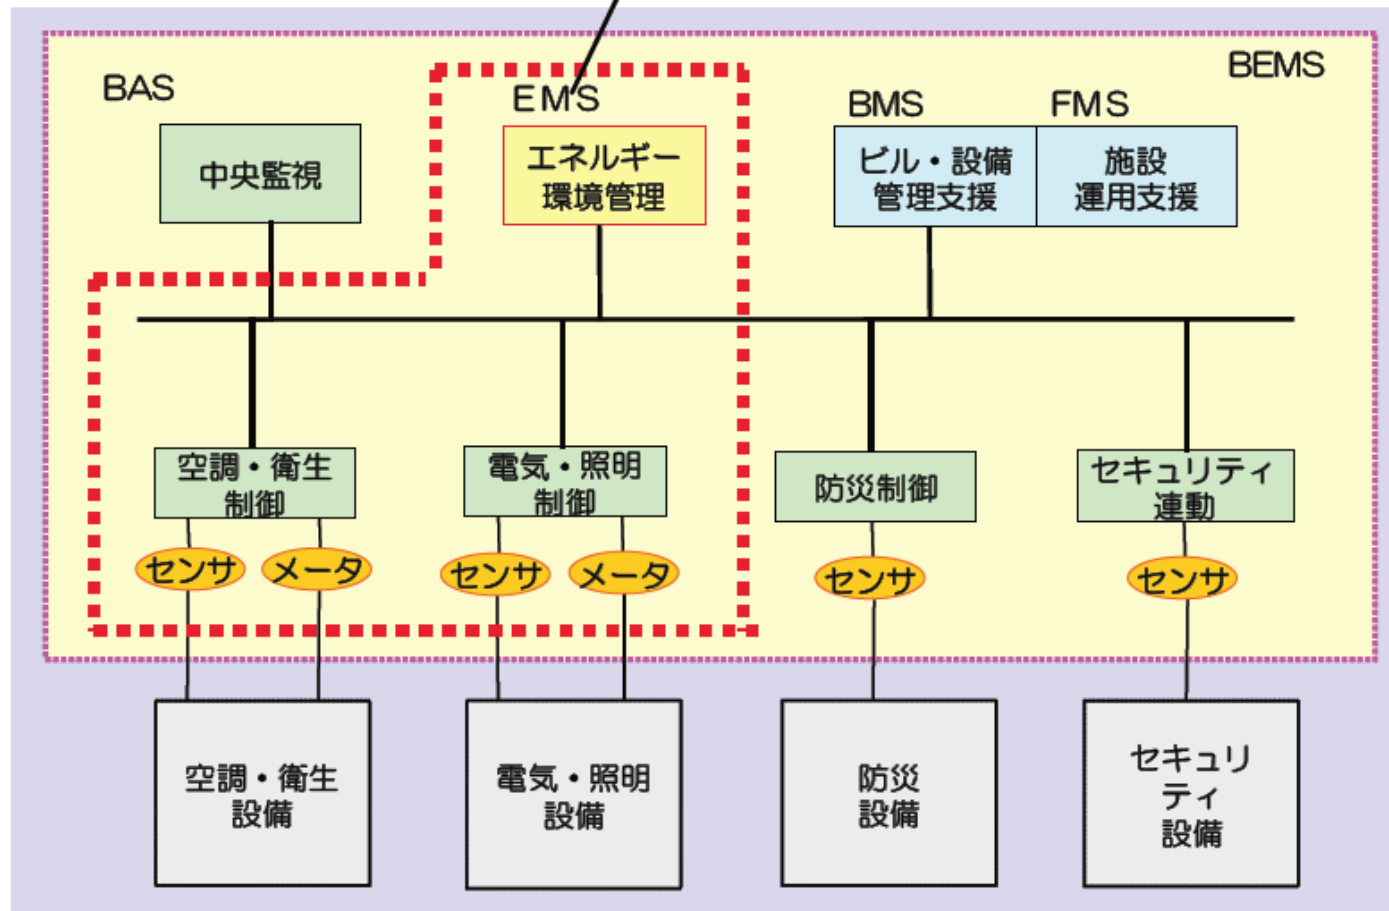 BAS
EMS
BMS
FMS
BEMS
中央監視
エネルギー
環境管理
ビル・設備
管理支援
施設
運用支援
空調・衛生
制御
電気・照明
制御
防災制御
セキュリティ
連動
センサ
メータ
センサ
メータ
センサ
センサ
空調・衛生
設備
電気・照明
設備
防災
設備
セキュリ
ティ
設備